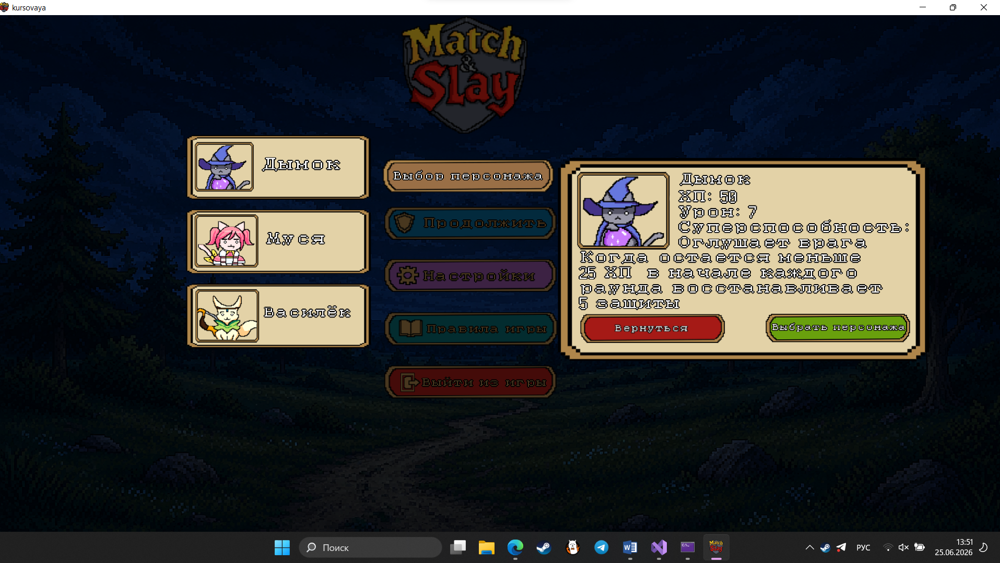 kursovaya
Match
&
Slay
Дымок
Муся
Василёк
Выбор персонажа
Продолжить
Настройки
Правила игры
Выйти из игры
Дымок
ХП: 50
Урон: 7
Суперспособность:
Оглушает врага
Когда остается меньше
25 ХП в начале каждого
раунда восстанавливает
5 защиты
Вернуться
Выбрать персонажа
Поиск
РУС
13:51
25.06.2026